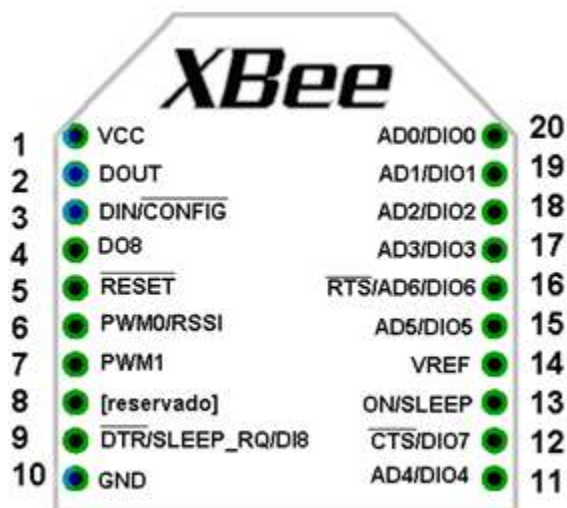 XBee
1 VCC AD0/DIO0 20
2 DOUT AD1/DIO1 19
3 DIN/CONFIG AD2/DIO2 18
4 DO8 AD3/DIO3 17
5 RESET RTS/AD6/DIO6 16
6 PWM0/RSSI AD5/DIO5 15
7 PWM1 VREF 14
8 [reservado] ON/SLEEP 13
9 DTR/SLEEP_RQ/DI8 CTS/DIO7 12
10 GND AD4/DIO4 11